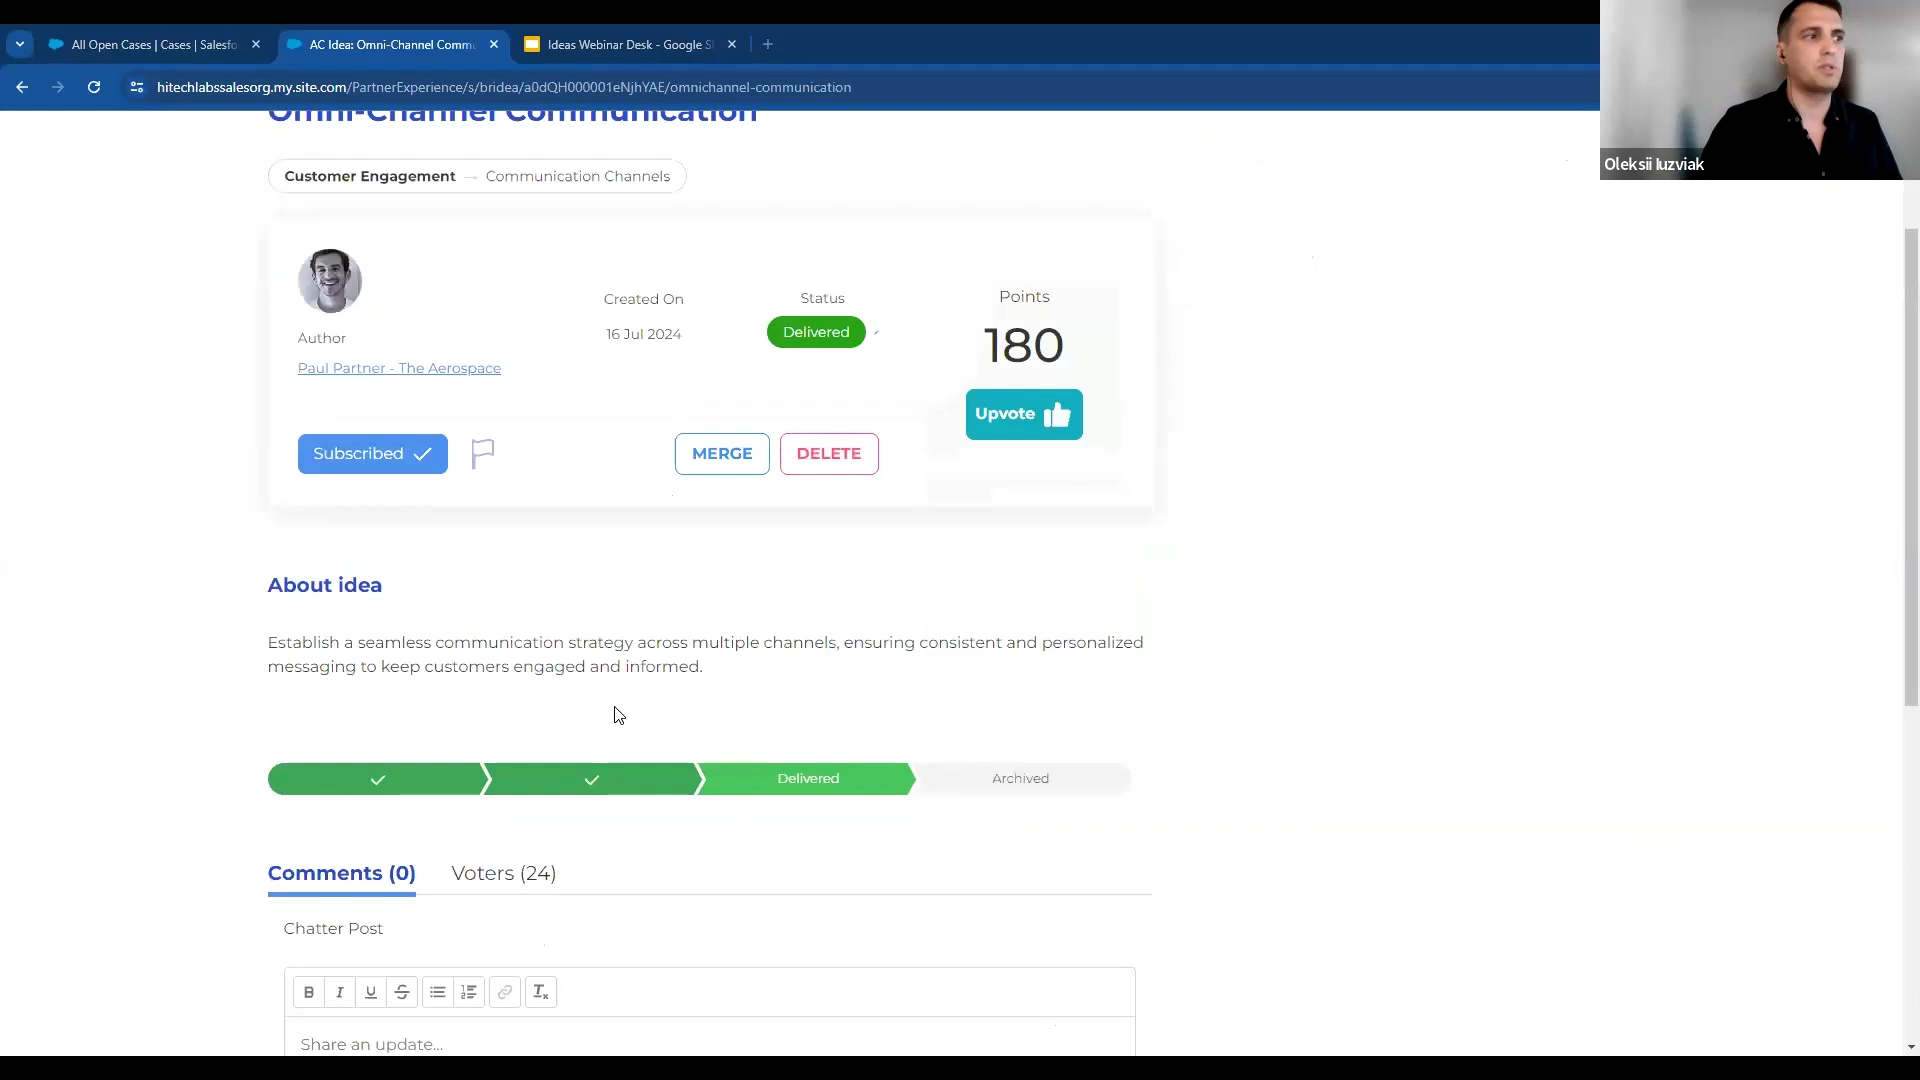 All Open Cases | Cases | Salesfo
AC Idea: Omni-Channel Commu
Ideas Webinar Desk - Google Sl
hitechlabssalesorg.my.site.com/PartnerExperience/s/bridea/a0dQH000001eNjhYAE/omnichannel-communication
Oleksii Iuzviak
Omni-Channel Communication
Customer Engagement → Communication Channels
Author
Paul Partner - The Aerospace
Created On
16 Jul 2024
Status
Delivered
Points
180
Upvote
Subscribed
MERGE
DELETE
About idea
Establish a seamless communication strategy across multiple channels, ensuring consistent and personalized
messaging to keep customers engaged and informed.
Delivered
Archived
Comments (0)
Voters (24)
Chatter Post
Share an update...